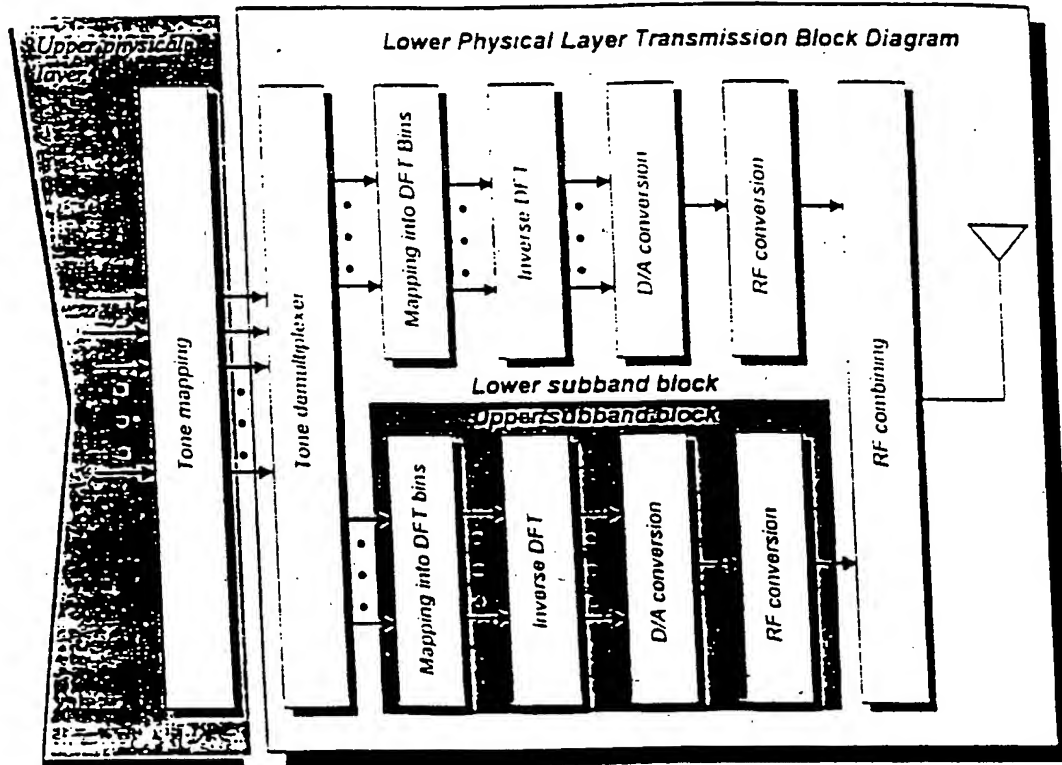 Upper physical
layer
Lower Physical Layer Transmission Block Diagram
Tone mapping
Tone damultiplexer
Mapping into DFT Bins
Inverse DFT
D/A conversion
RF conversion
Lower subband block
Upper subband block
Mapping into DFT bins
Inverse DFT
D/A conversion
RF conversion
RF combining